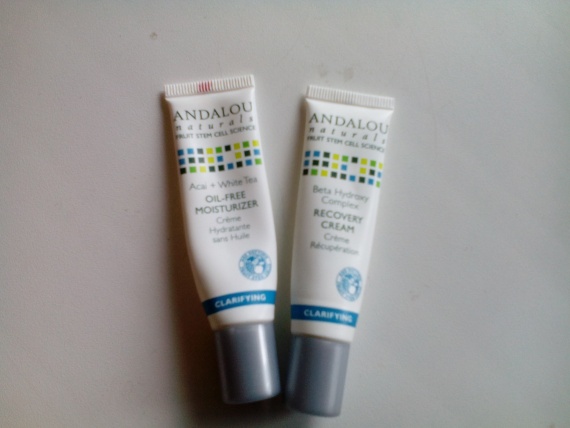 ANDALOU
naturals
FRUIT STEM CELL SCIENCE
Acai + White Tea
OIL-FREE
MOISTURIZER
Crème
Hydratante
sans Huile
CLARIFYING
ANDALOU
naturals
FRUIT STEM CELL SCIENCE
Beta Hydroxy
Complex
RECOVERY
CREAM
Crème
Récupération
CLARIFYING